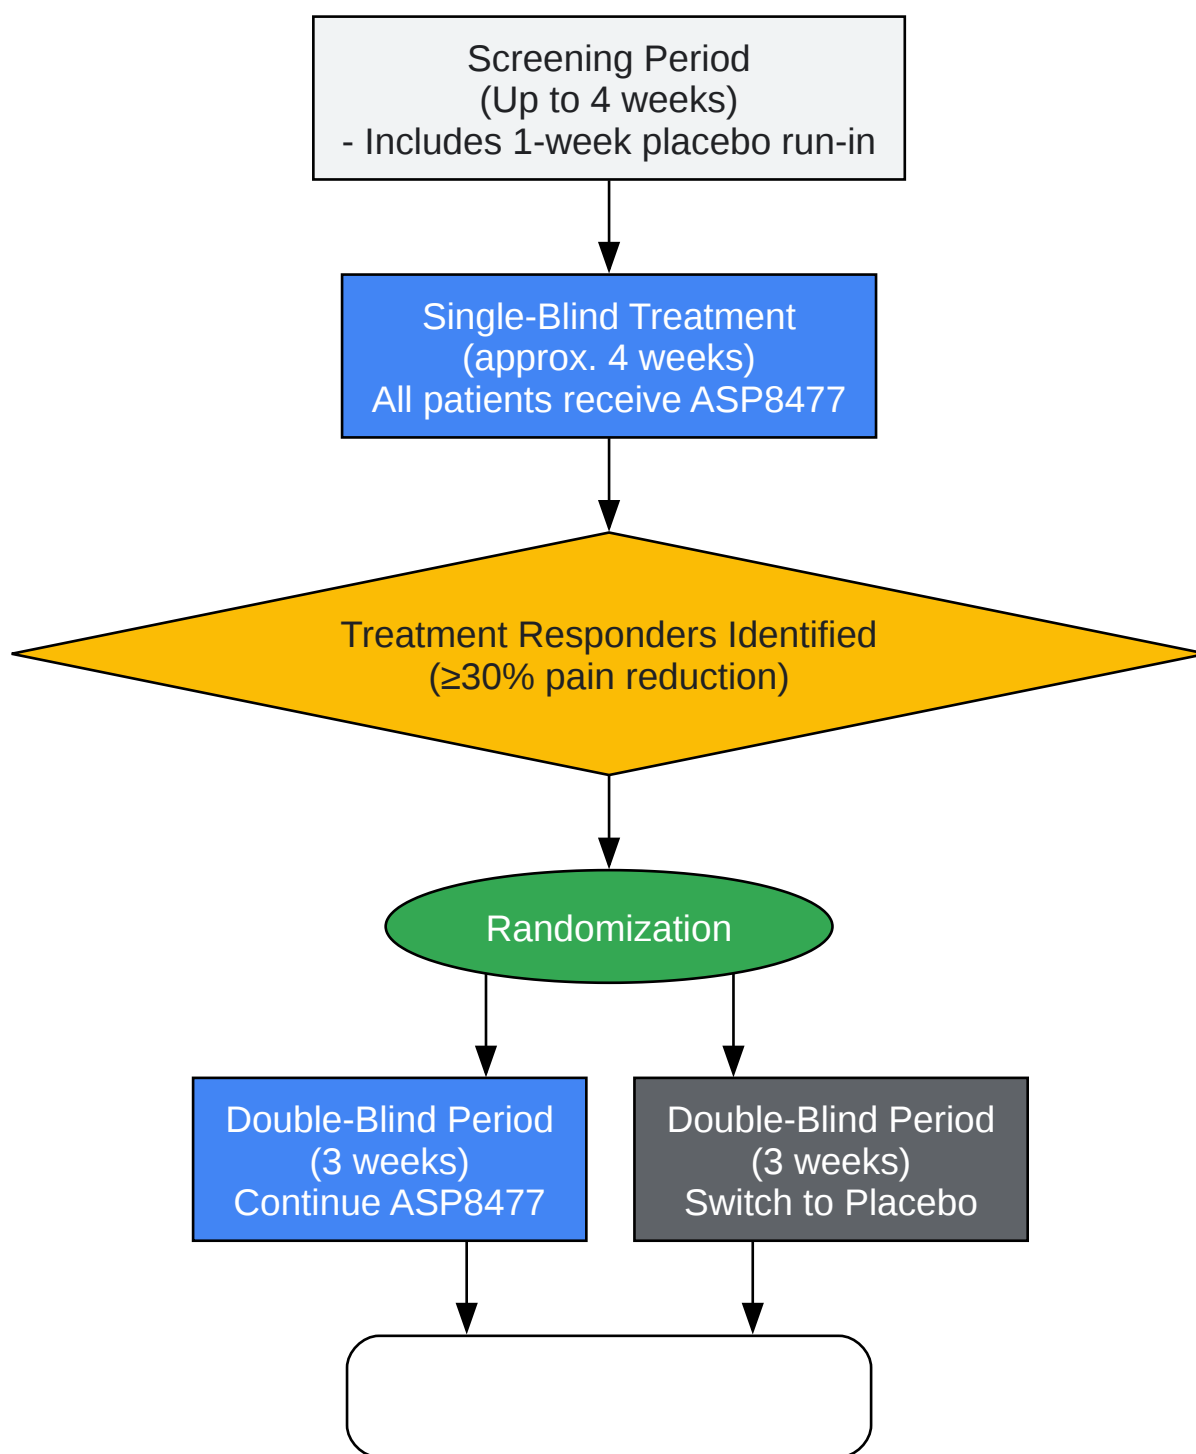 Screening Period
(Up to 4 weeks)
- Includes 1-week placebo run-in
Single-Blind Treatment
(approx. 4 weeks)
All patients receive ASP8477
Treatment Responders Identified
(≥30% pain reduction)
Randomization
Double-Blind Period
(3 weeks)
Continue ASP8477
Double-Blind Period
(3 weeks)
Switch to Placebo